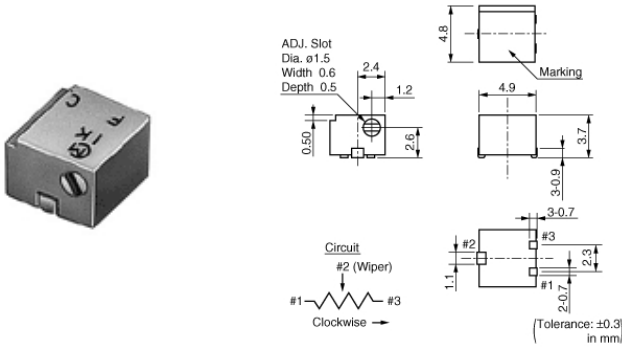 C F
1 K
ADJ. Slot
Dia. ø1.5
Width 0.6
Depth 0.5
2.4
1.2
0.50
2.6
4.8
Marking
4.9
3.7
3-0.9
3-0.7
#2
#3
1.1
2.3
#1
2-0.7
Circuit
#2 (Wiper)
#1
#3
Clockwise
(Tolerance: ±0.3
in mm)